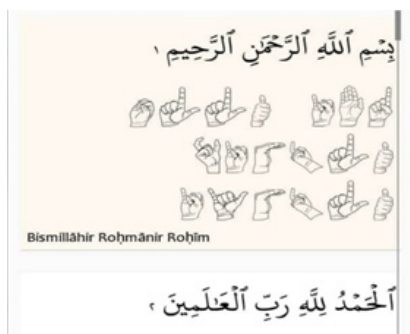 بِسْمِ ٱللَّهِ ٱلرَّحْمَٰنِ ٱلرَّحِيمِ ١
Bismillāhir Roḥmānir Roḥīm
ٱلْحَمْدُ لِلَّهِ رَبِّ ٱلْعَٰلَمِينَ ٢